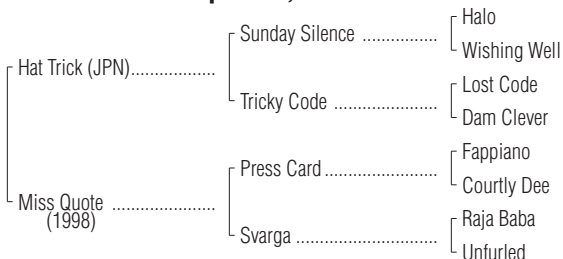 Halo
Sunday Silence ................
Wishing Well
Hat Trick (JPN)..................
Lost Code
Tricky Code ......................
Dam Clever
Fappiano
Press Card ........................
Courtly Dee
Miss Quote ......................
(1998)
Raja Baba
Svarga ..............................
Unfurled